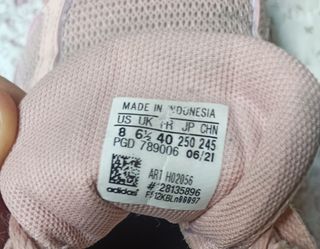 MADE IN INDONESIA
US UK FR JP CHN
8 6½ 40 250 245
PGD 789006 06/21
ART H02056
adidas #